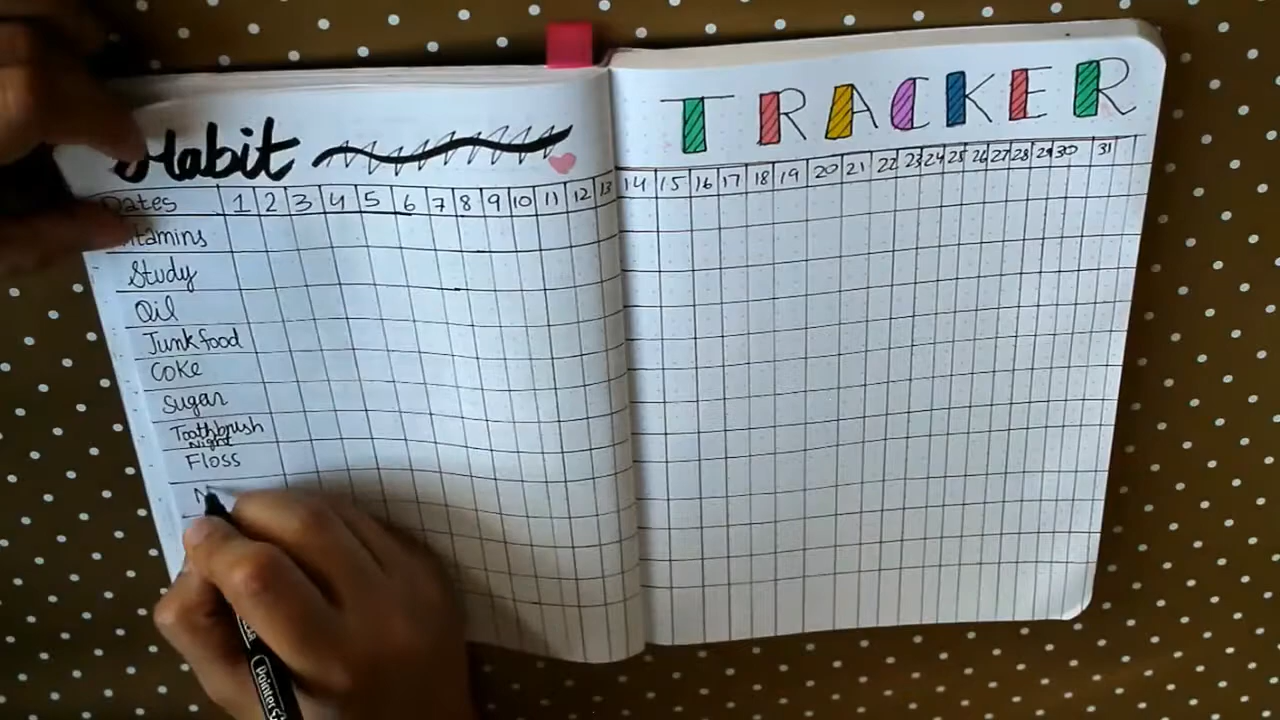 Habit
TRACKER
Dates 1 2 3 4 5 6 7 8 9 10 11 12 13 14 15 16 17 18 19 20 21 22 23 24 25 26 27 28 29 30 31
Vitamins
Study
Oil
Junk food
Coke
Sugar
Toothbrush
Night
Floss
N
Pointer